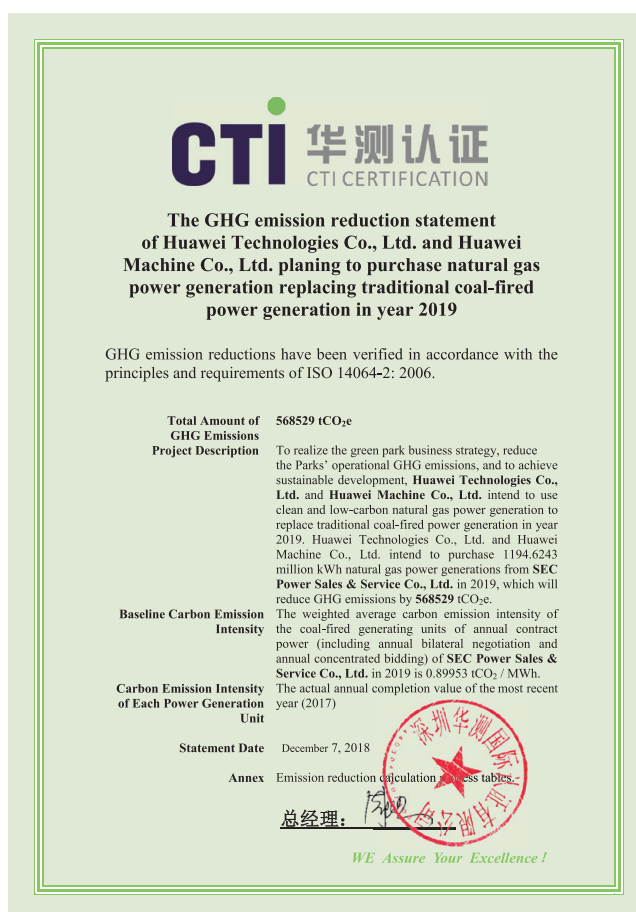 CTI 华测认证
CTI CERTIFICATION
The GHG emission reduction statement
of Huawei Technologies Co., Ltd. and Huawei
Machine Co., Ltd. planing to purchase natural gas
power generation replacing traditional coal-fired
power generation in year 2019
GHG emission reductions have been verified in accordance with the
principles and requirements of ISO 14064-2: 2006.
Total Amount of 568529 tCO₂e
GHG Emissions
Project Description To realize the green park business strategy, reduce
the Parks’ operational GHG emissions, and to achieve
sustainable development, Huawei Technologies Co.,
Ltd. and Huawei Machine Co., Ltd. intend to use
clean and low-carbon natural gas power generation to
replace traditional coal-fired power generation in year
2019. Huawei Technologies Co., Ltd. and Huawei
Machine Co., Ltd. intend to purchase 1194.6243
million kWh natural gas power generations from SEC
Power Sales & Service Co., Ltd. in 2019, which will
reduce GHG emissions by 568529 tCO₂e.
Baseline Carbon Emission The weighted average carbon emission intensity of
Intensity the coal-fired generating units of annual contract
power (including annual bilateral negotiation and
annual concentrated bidding) of SEC Power Sales &
Service Co., Ltd. in 2019 is 0.89953 tCO₂ / MWh.
Carbon Emission Intensity The actual annual completion value of the most recent
of Each Power Generation year (2017)
Unit
Statement Date December 7, 2018
Annex Emission reduction calculation process tables.
深圳华测国际认证有限公司
总经理：
WE Assure Your Excellence !